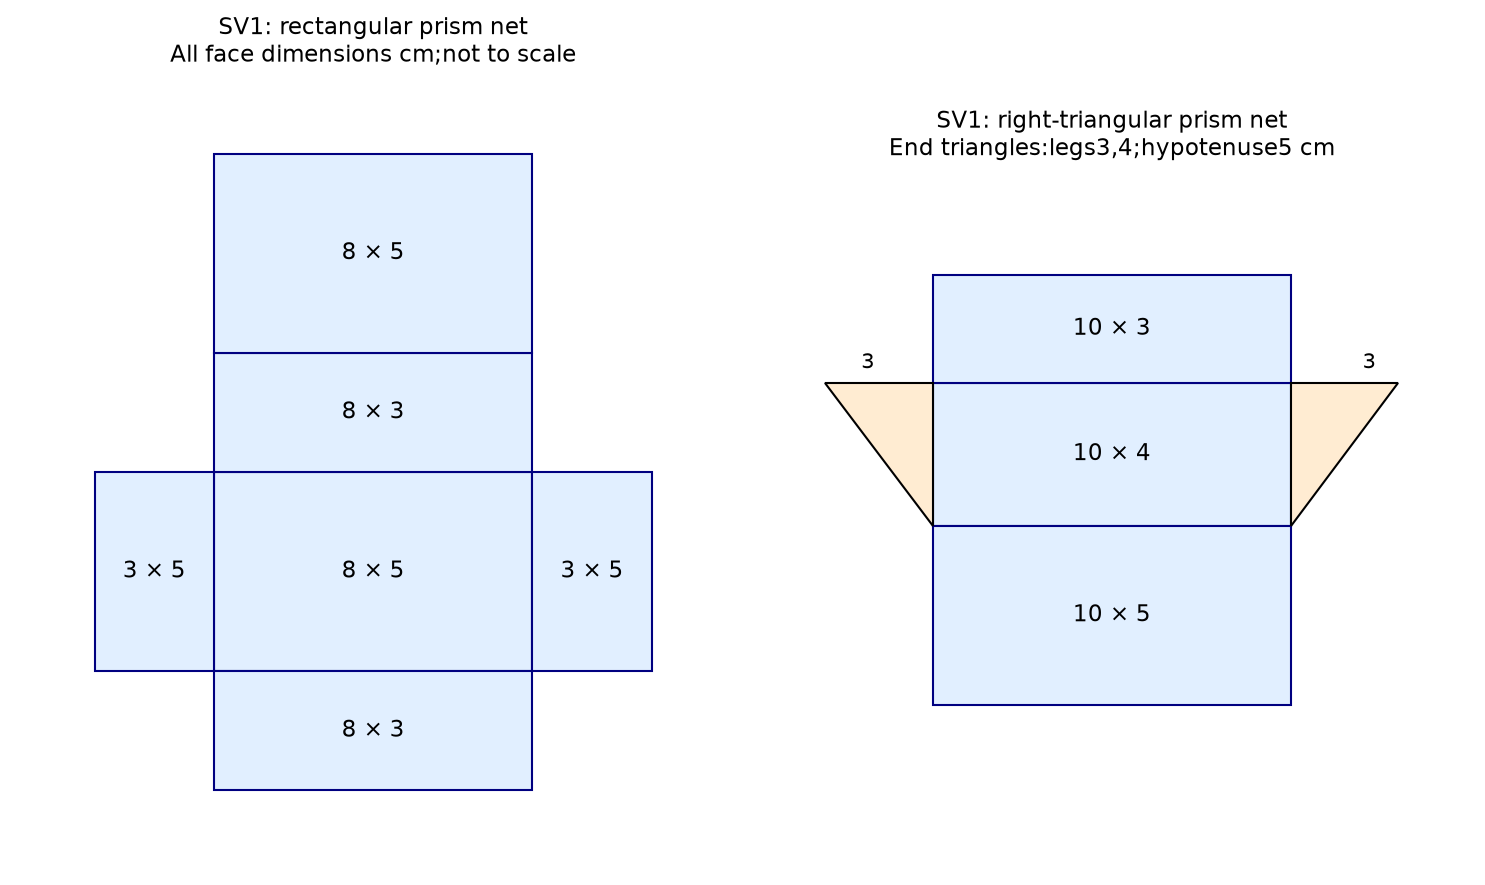 SV1: rectangular prism net
All face dimensions cm;not to scale
8 × 5
8 × 3
3 × 5
8 × 5
3 × 5
8 × 3
SV1: right-triangular prism net
End triangles:legs3,4;hypotenuse5 cm
10 × 3
3
3
10 × 4
10 × 5